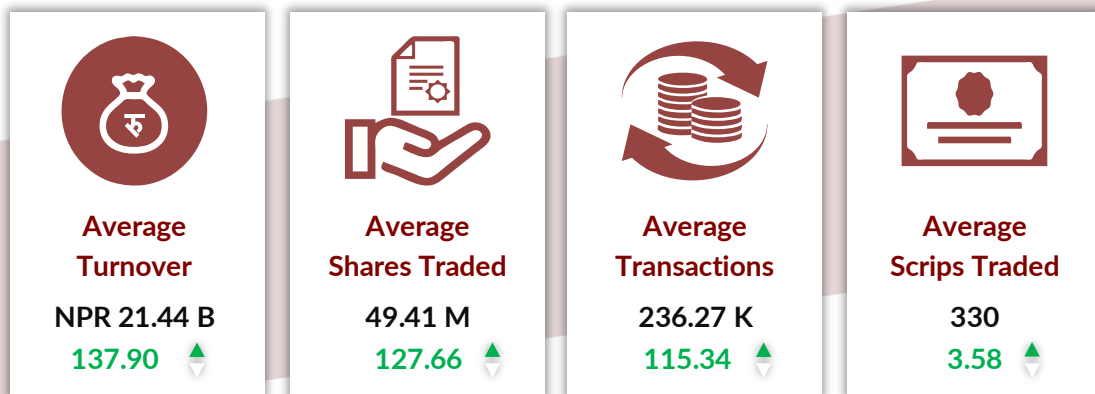 रु
Average
Turnover
NPR 21.44 B
137.90
Average
Shares Traded
49.41 M
127.66
Average
Transactions
236.27 K
115.34
Average
Scrips Traded
330
3.58